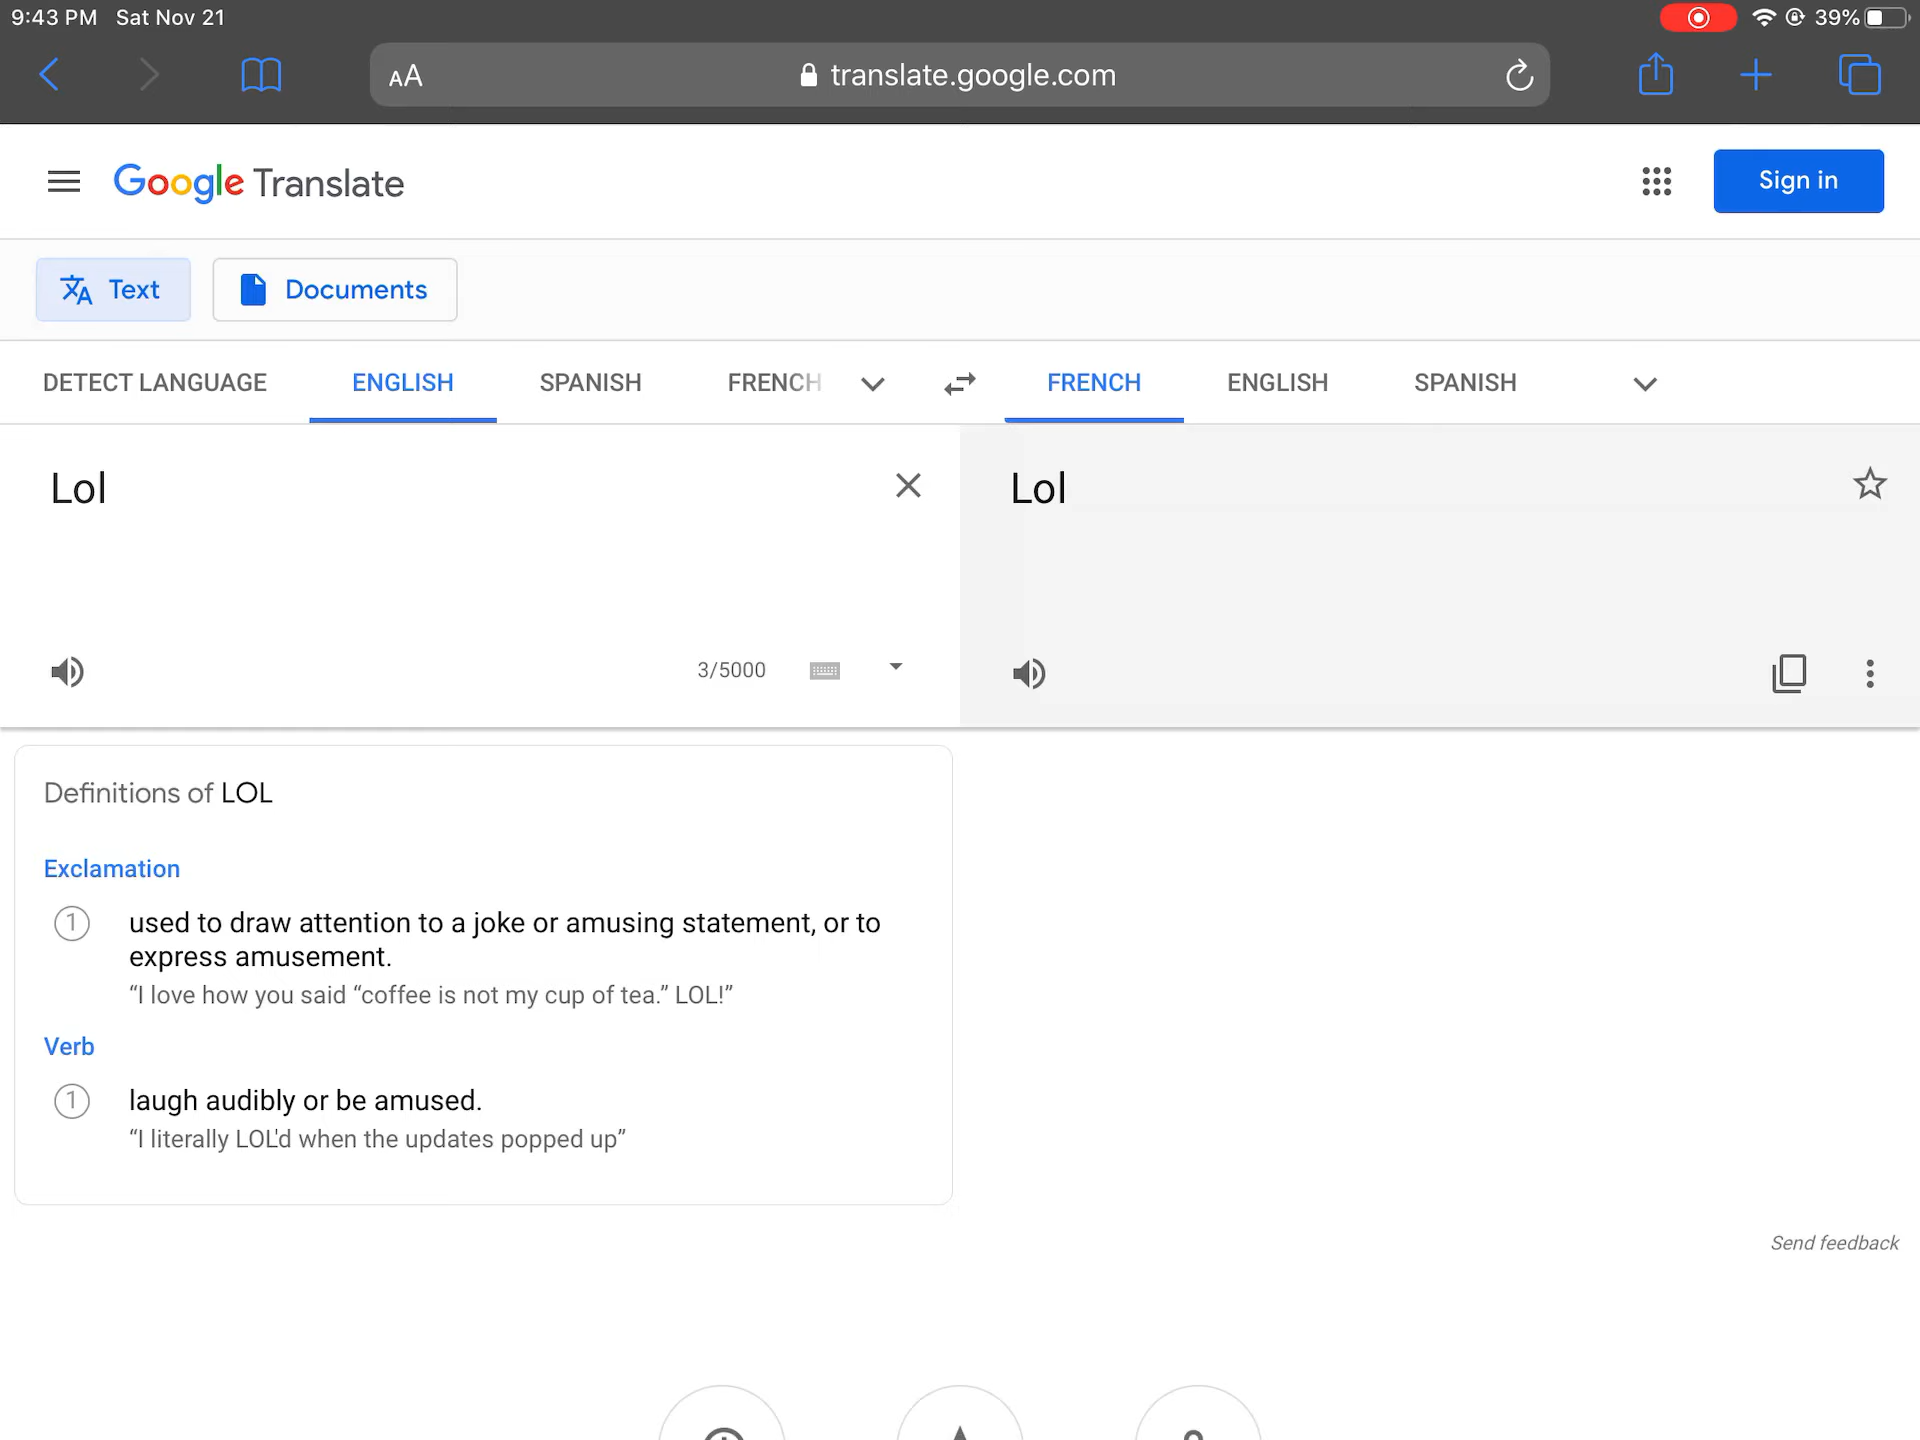 9:43 PM Sat Nov 21
39%
AA translate.google.com
Google Translate
Sign in
Text Documents
DETECT LANGUAGE ENGLISH SPANISH FRENCH FRENCH ENGLISH SPANISH
Lol
Lol
3/5000
Definitions of LOL
Exclamation
1 used to draw attention to a joke or amusing statement, or to
express amusement.
“I love how you said “coffee is not my cup of tea.” LOL!”
Verb
1 laugh audibly or be amused.
“I literally LOL'd when the updates popped up”
Send feedback